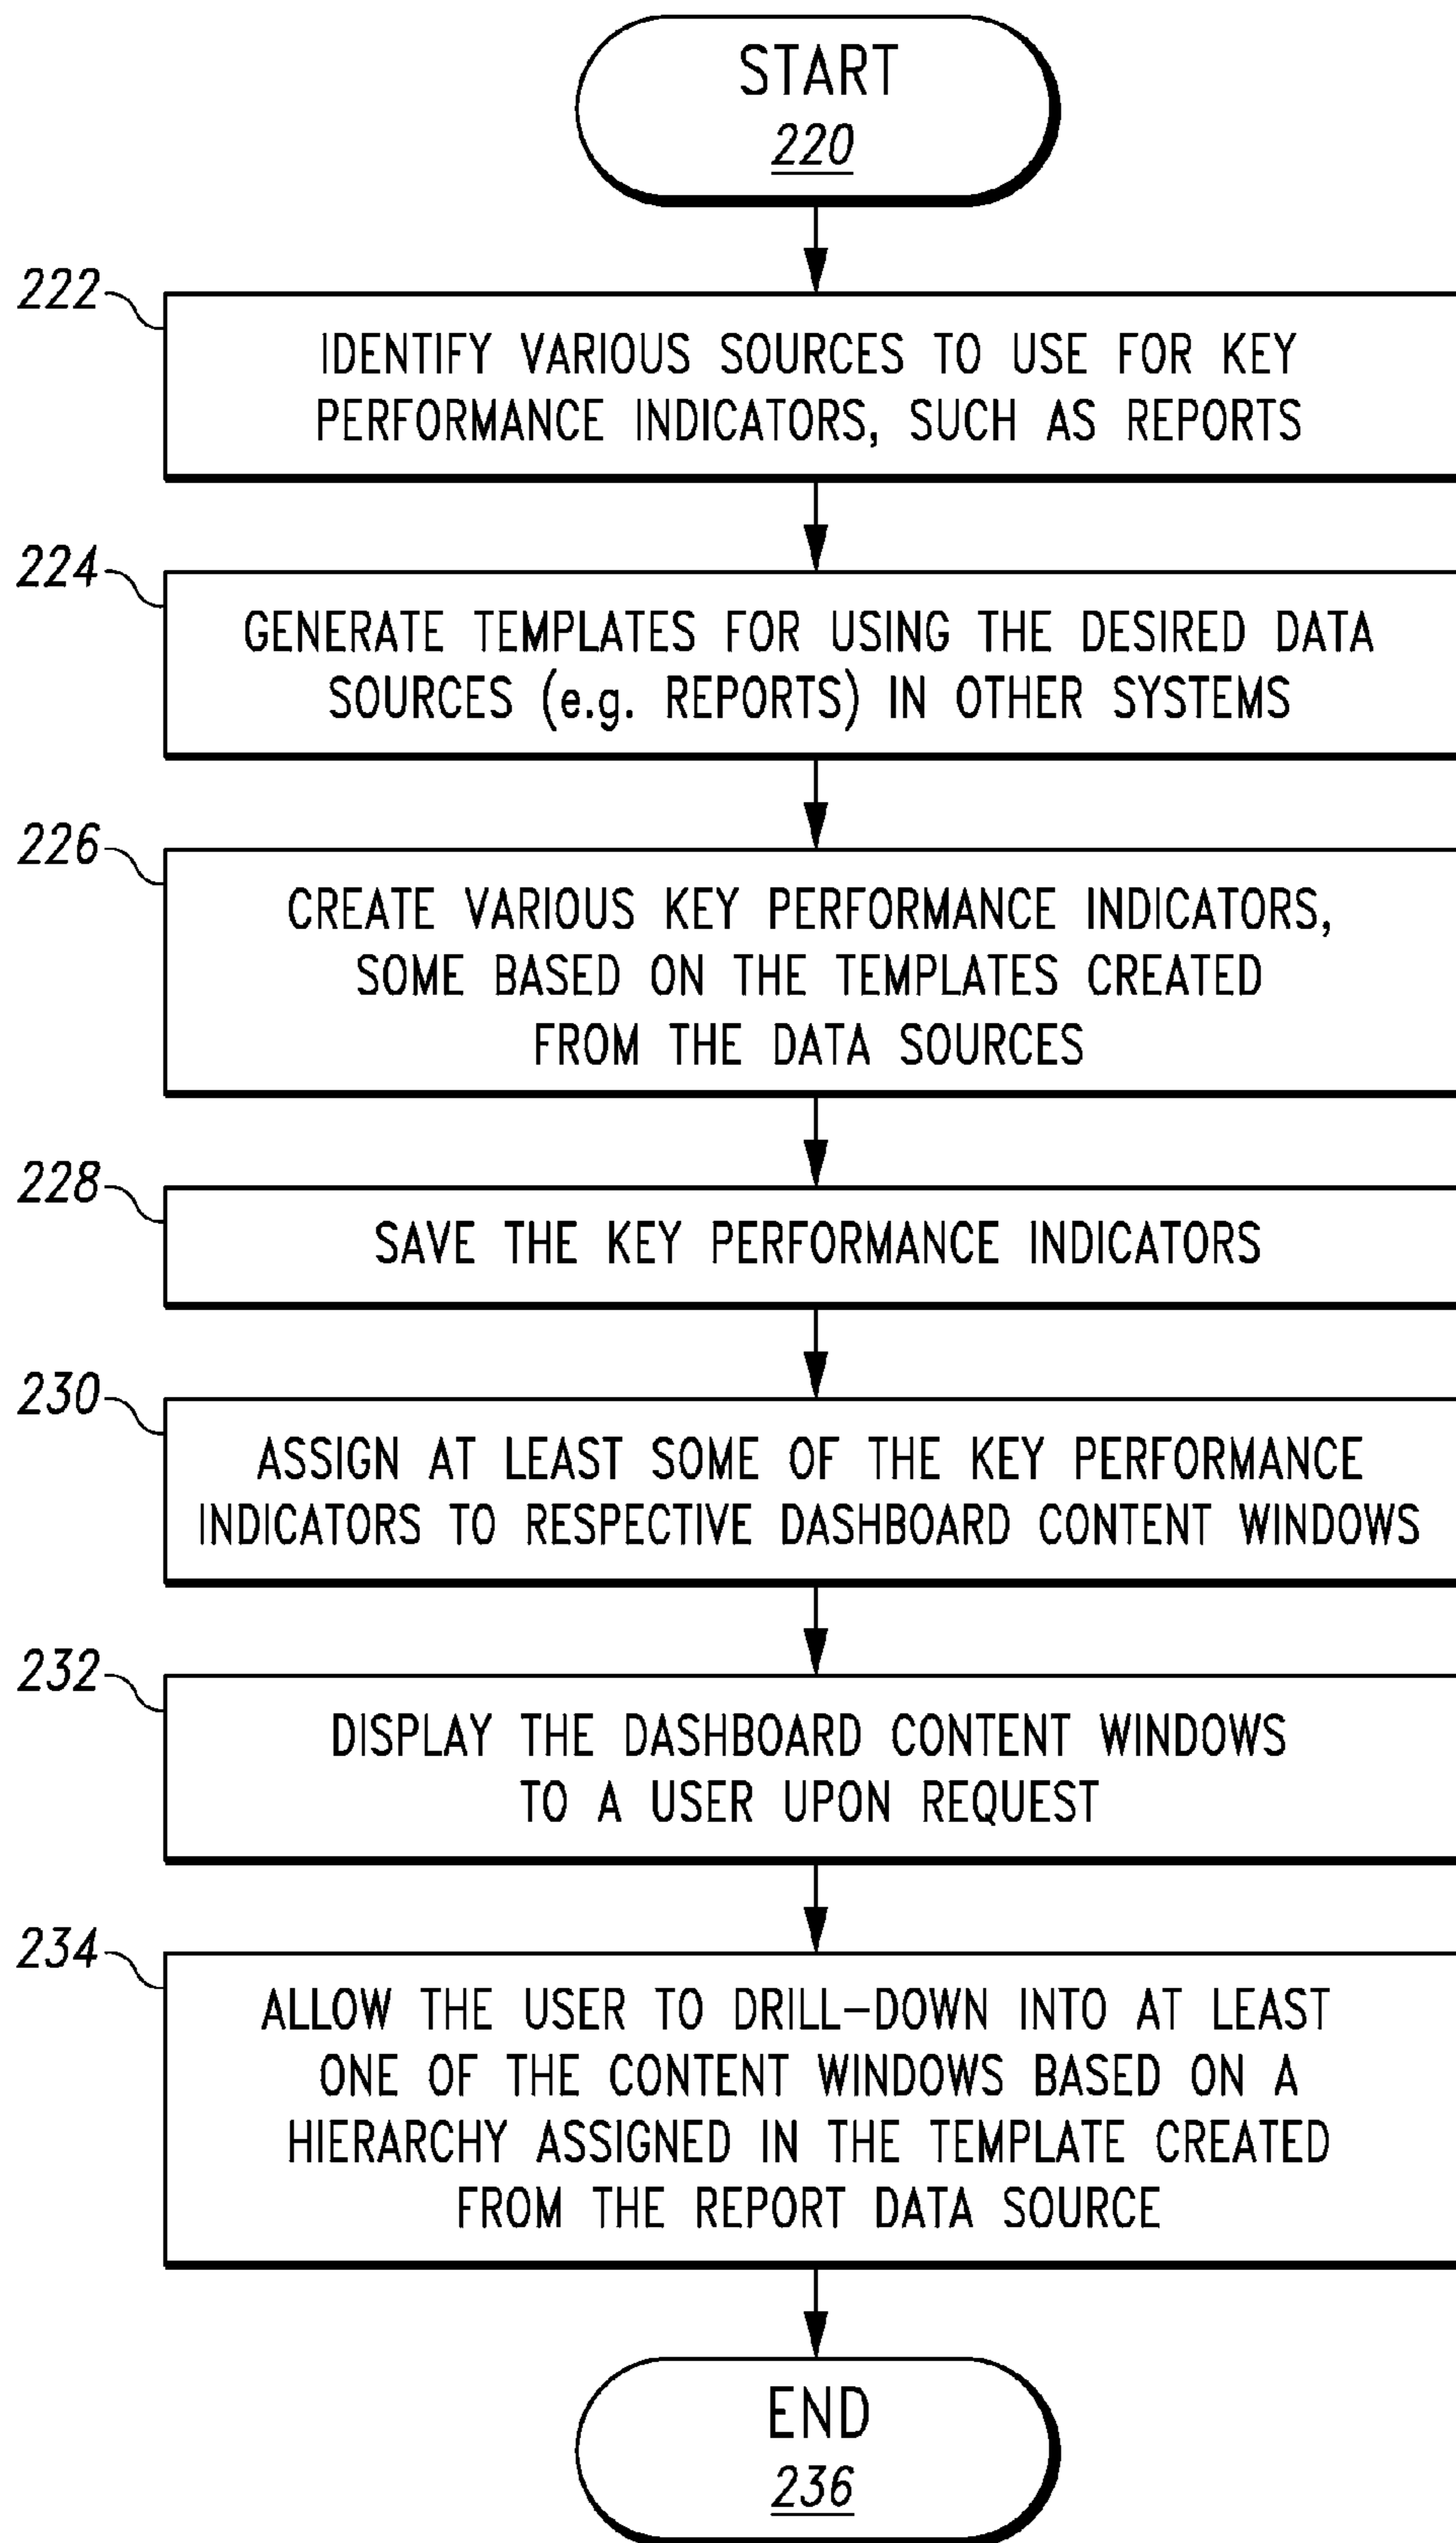 START
220
222
IDENTIFY VARIOUS SOURCES TO USE FOR KEY
PERFORMANCE INDICATORS, SUCH AS REPORTS
224
GENERATE TEMPLATES FOR USING THE DESIRED DATA
SOURCES (e.g. REPORTS) IN OTHER SYSTEMS
226
CREATE VARIOUS KEY PERFORMANCE INDICATORS,
SOME BASED ON THE TEMPLATES CREATED
FROM THE DATA SOURCES
228
SAVE THE KEY PERFORMANCE INDICATORS
230
ASSIGN AT LEAST SOME OF THE KEY PERFORMANCE
INDICATORS TO RESPECTIVE DASHBOARD CONTENT WINDOWS
232
DISPLAY THE DASHBOARD CONTENT WINDOWS
TO A USER UPON REQUEST
234
ALLOW THE USER TO DRILL-DOWN INTO AT LEAST
ONE OF THE CONTENT WINDOWS BASED ON A
HIERARCHY ASSIGNED IN THE TEMPLATE CREATED
FROM THE REPORT DATA SOURCE
END
236